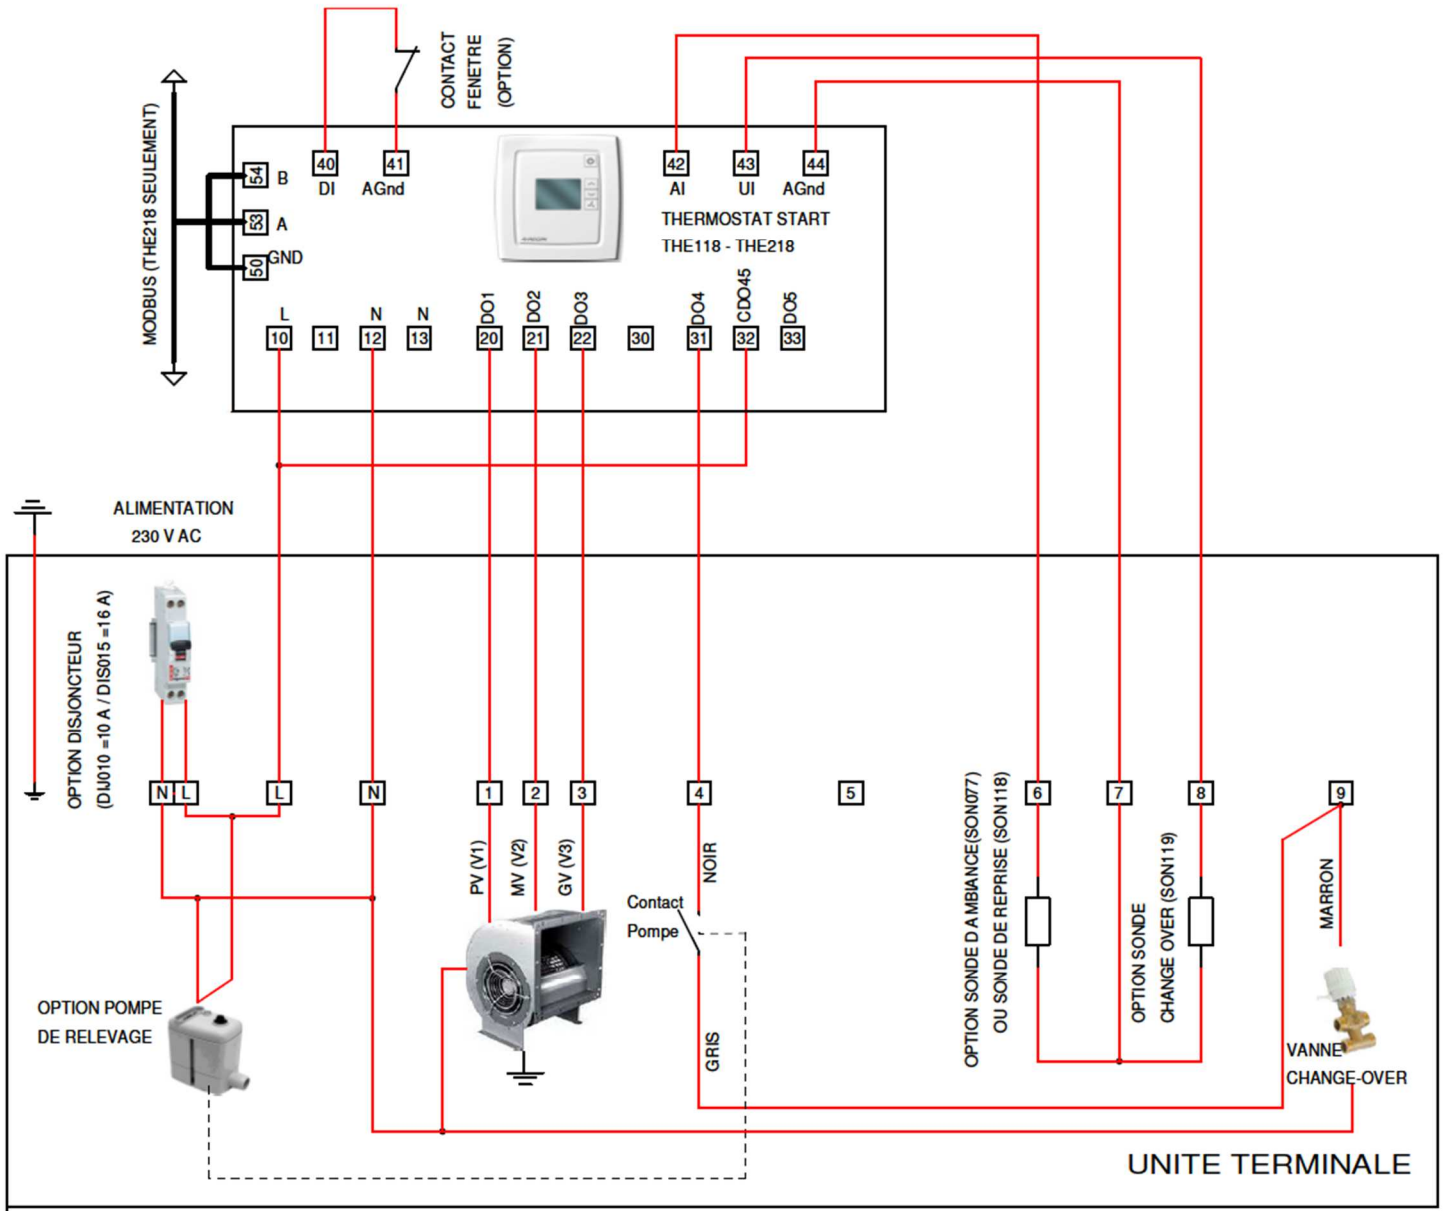 CONTACT
FENETRE
(OPTION)
MODBUS (THE218 SEULEMENT)
54 B
53 A
50 GND
40
DI
41
AGnd
42
AI
43
UI
44
AGnd
THERMOSTAT START
THE118 - THE218
L
N
N
DO1
DO2
DO3
DO4
CDO45
DO5
10
11
12
13
20
21
22
30
31
32
33
ALIMENTATION
230 V AC
OPTION DISJONCTEUR
(DIJ010 =10 A / DIS015 =16 A)
N
L
L
N
1
2
3
4
5
6
7
8
9
PV (V1)
MV (V2)
GV (V3)
NOIR
Contact
Pompe
GRIS
OPTION SONDE D AMBIANCE(SON077)
OU SONDE DE REPRISE (SON118)
OPTION SONDE
CHANGE OVER (SON119)
MARRON
OPTION POMPE
DE RELEVAGE
VANNE
CHANGE-OVER
UNITE TERMINALE